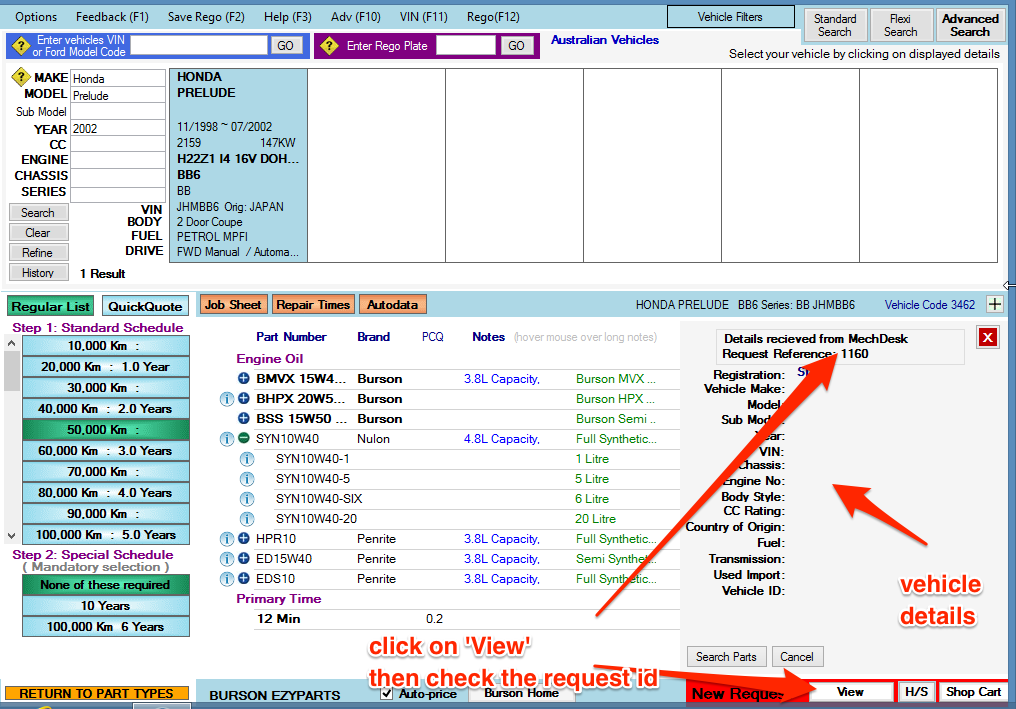 Options Feedback (F1) Save Rego (F2) Help (F3) Adv (F10) VIN (F11) Rego(F12) Vehicle Filters
Standard Search
Flexi Search
Advanced Search
? Enter vehicles VIN or Ford Model Code GO
? Enter Rego Plate GO
Australian Vehicles
Select your vehicle by clicking on displayed details
? MAKE Honda
MODEL Prelude
Sub Model
YEAR 2002
CC
ENGINE
CHASSIS
SERIES
Search
Clear
Refine
History
VIN
BODY
FUEL
DRIVE
1 Result
HONDA
PRELUDE
11/1998 ~ 07/2002
2159 147KW
H22Z1 I4 16V DOH...
BB6
BB
JHMBB6 Orig: JAPAN
2 Door Coupe
PETROL MPFI
FWD Manual / Automa...
Regular List QuickQuote
Job Sheet Repair Times Autodata
HONDA PRELUDE BB6 Series: BB JHMBB6 Vehicle Code 3462 +
Step 1: Standard Schedule
10,000 Km :
20,000 Km : 1.0 Year
30,000 Km :
40,000 Km : 2.0 Years
50,000 Km :
60,000 Km : 3.0 Years
70,000 Km :
80,000 Km : 4.0 Years
90,000 Km :
100,000 Km : 5.0 Years
Step 2: Special Schedule
( Mandatory selection )
None of these required
10 Years
100,000 Km 6 Years
RETURN TO PART TYPES
Part Number Brand PCQ Notes (hover mouse over long notes)
Engine Oil
BMVX 15W4... Burson 3.8L Capacity, Burson MVX ...
BHPX 20W5... Burson Burson HPX ...
BSS 15W50 ... Burson Burson Semi ...
SYN10W40 Nulon 4.8L Capacity, Full Synthetic...
SYN10W40-1 1 Litre
SYN10W40-5 5 Litre
SYN10W40-SIX 6 Litre
SYN10W40-20 20 Litre
HPR10 Penrite 3.8L Capacity, Full Synthetic...
ED15W40 Penrite 3.8L Capacity, Semi Synthet...
EDS10 Penrite 3.8L Capacity, Full Synthetic...
Primary Time
12 Min 0.2
Details recieved from MechDesk
Request Reference: 1160
X
Registration:
Vehicle Make:
Model:
Sub Model:
Year:
VIN:
Chassis:
Engine No:
Body Style:
CC Rating:
Country of Origin:
Fuel:
Transmission:
Used Import:
Vehicle ID:
vehicle
details
click on 'View'
then check the request id
Search Parts Cancel
BURSON EZYPARTS Auto-price Burson Home New Reques View H/S Shop Cart